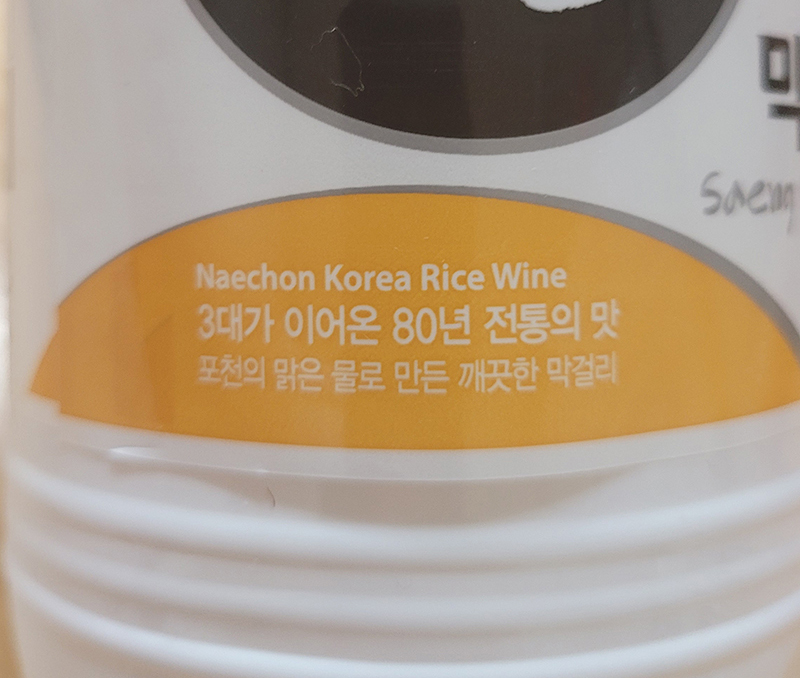 Saeng
Naechon Korea Rice Wine
3대가 이어온 80년 전통의 맛
포천의 맑은 물로 만든 깨끗한 막걸리